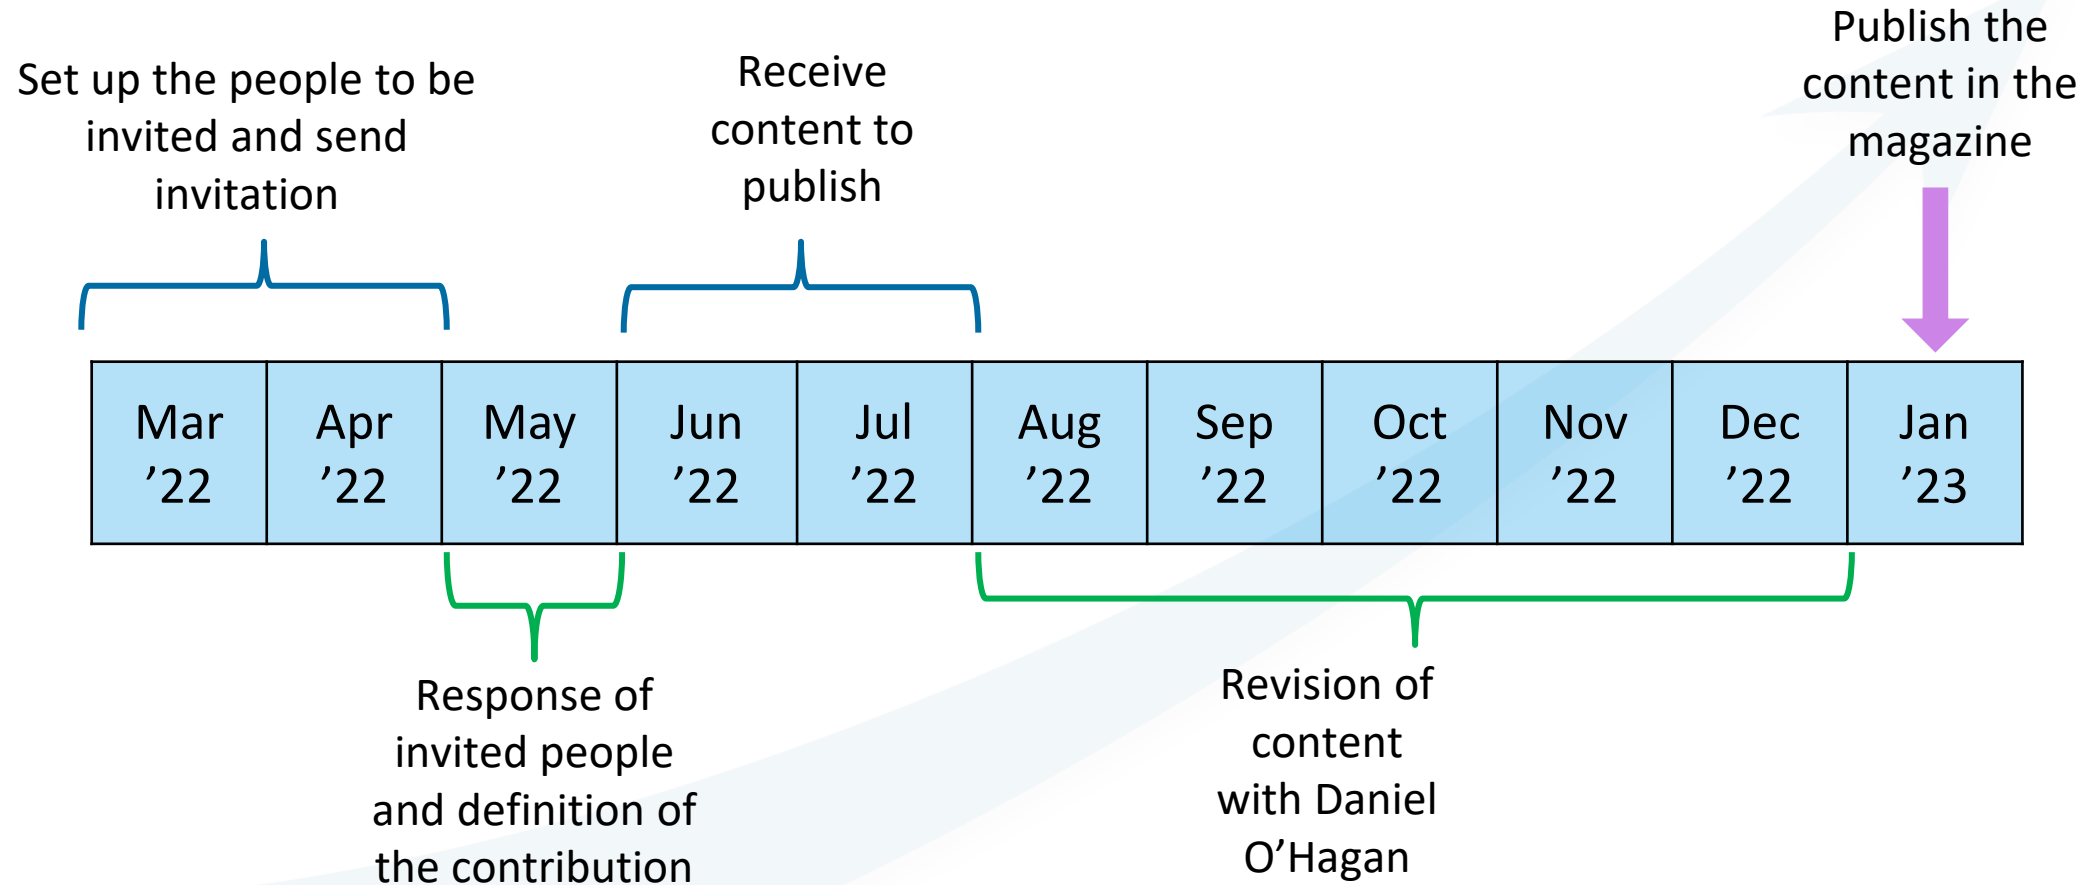 Set up the people to be
invited and send
invitation
Receive
content to
publish
Publish the
content in the
magazine
Mar
’22
Apr
’22
May
’22
Jun
’22
Jul
’22
Aug
’22
Sep
’22
Oct
’22
Nov
’22
Dec
’22
Jan
’23
Response of
invited people
and definition of
the contribution
Revision of
content
with Daniel
O’Hagan